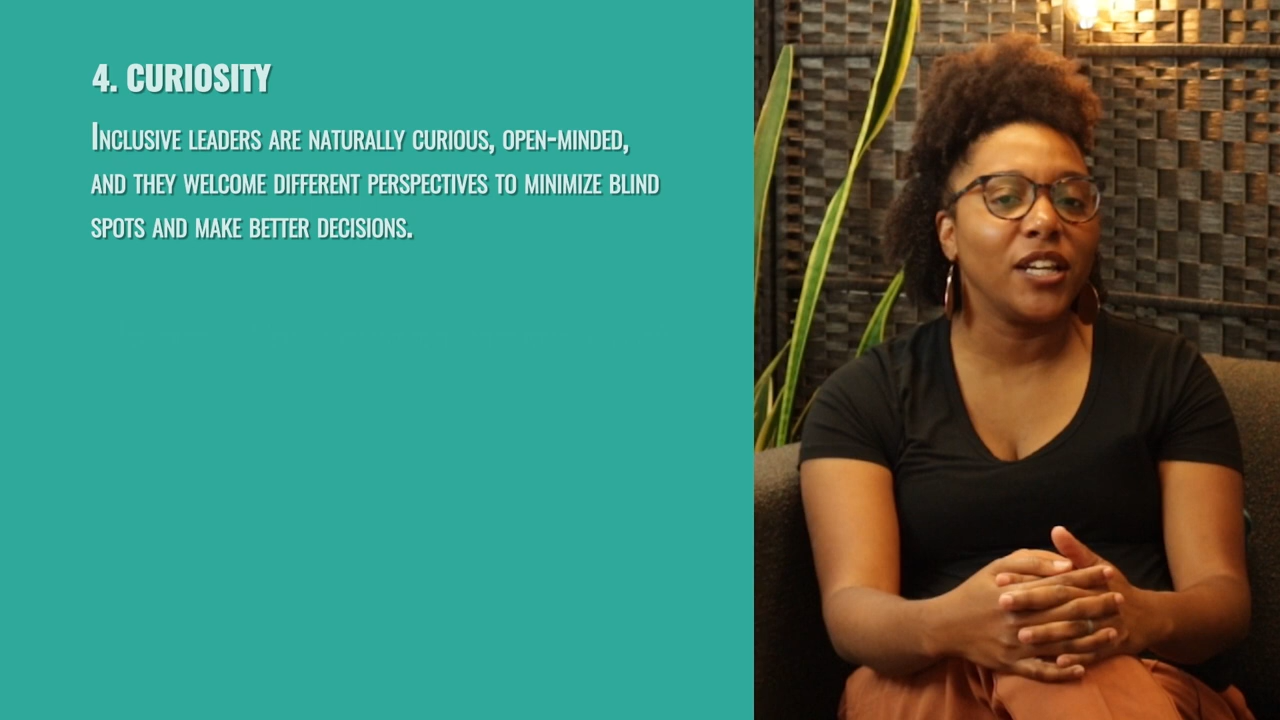 4. CURIOSITY
Inclusive leaders are naturally curious, open-minded,
and they welcome different perspectives to minimize blind
spots and make better decisions.